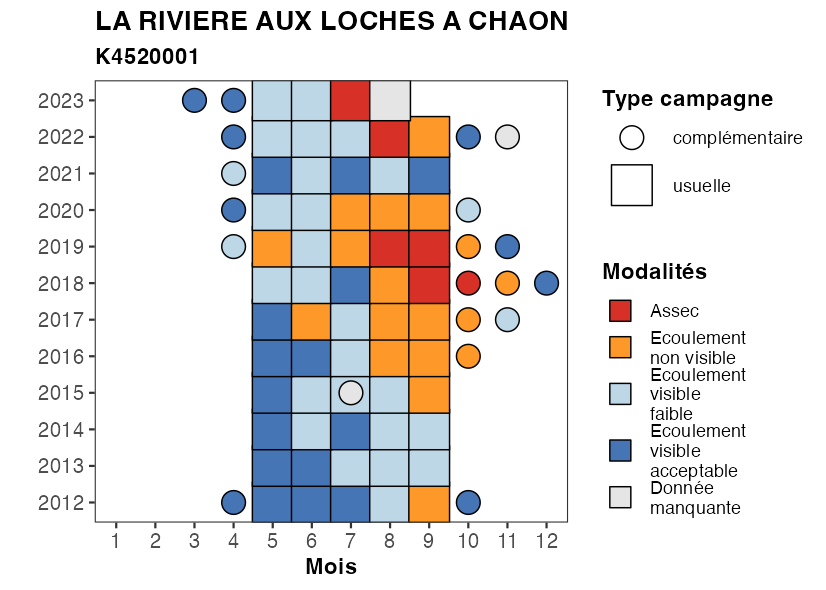 LA RIVIERE AUX LOCHES A CHAON
K4520001
2023
2022
2021
2020
2019
2018
2017
2016
2015
2014
2013
2012
1 2 3 4 5 6 7 8 9 10 11 12
Mois
Type campagne
complémentaire
usuelle
Modalités
Assec
Ecoulement
non visible
Ecoulement
visible
faible
Ecoulement
visible
acceptable
Donnée
manquante